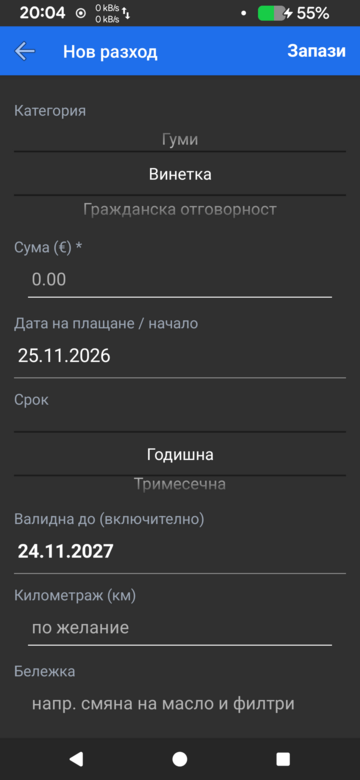 20:04 0 kB/s 0 kB/s 55%
Нов разход Запази
Категория
Гуми
Винетка
Гражданска отговорност
Сума (€) *
0.00
Дата на плащане / начало
25.11.2026
Срок
Годишна
Тримесечна
Валидна до (включително)
24.11.2027
Километраж (км)
по желание
Бележка
напр. смяна на масло и филтри